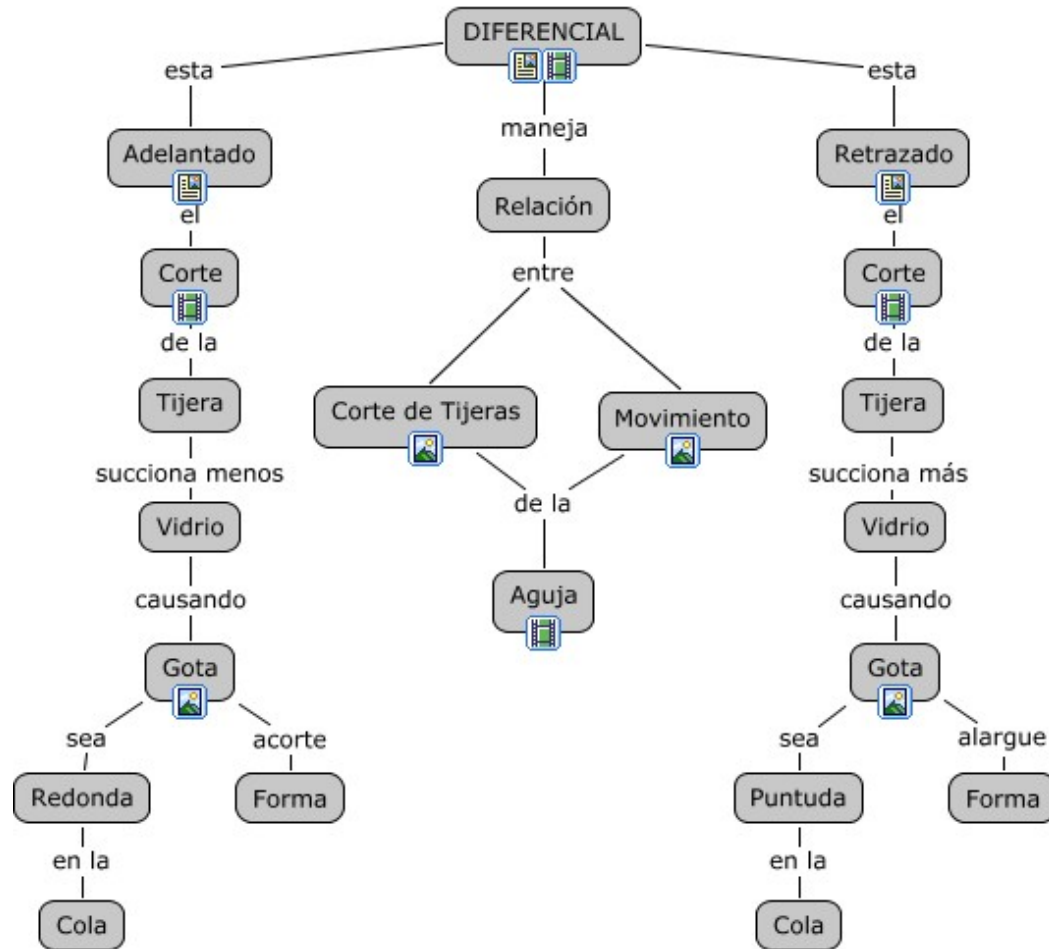 DIFERENCIAL
esta
esta
maneja
Adelantado
Retrazado
Relación
el
el
Corte
entre
Corte
de la
de la
Tijera
Corte de Tijeras
Movimiento
Tijera
succiona menos
succiona más
de la
Vidrio
Vidrio
Aguja
causando
causando
Gota
Gota
sea
acorte
sea
alargue
Redonda
Forma
Puntuda
Forma
en la
en la
Cola
Cola